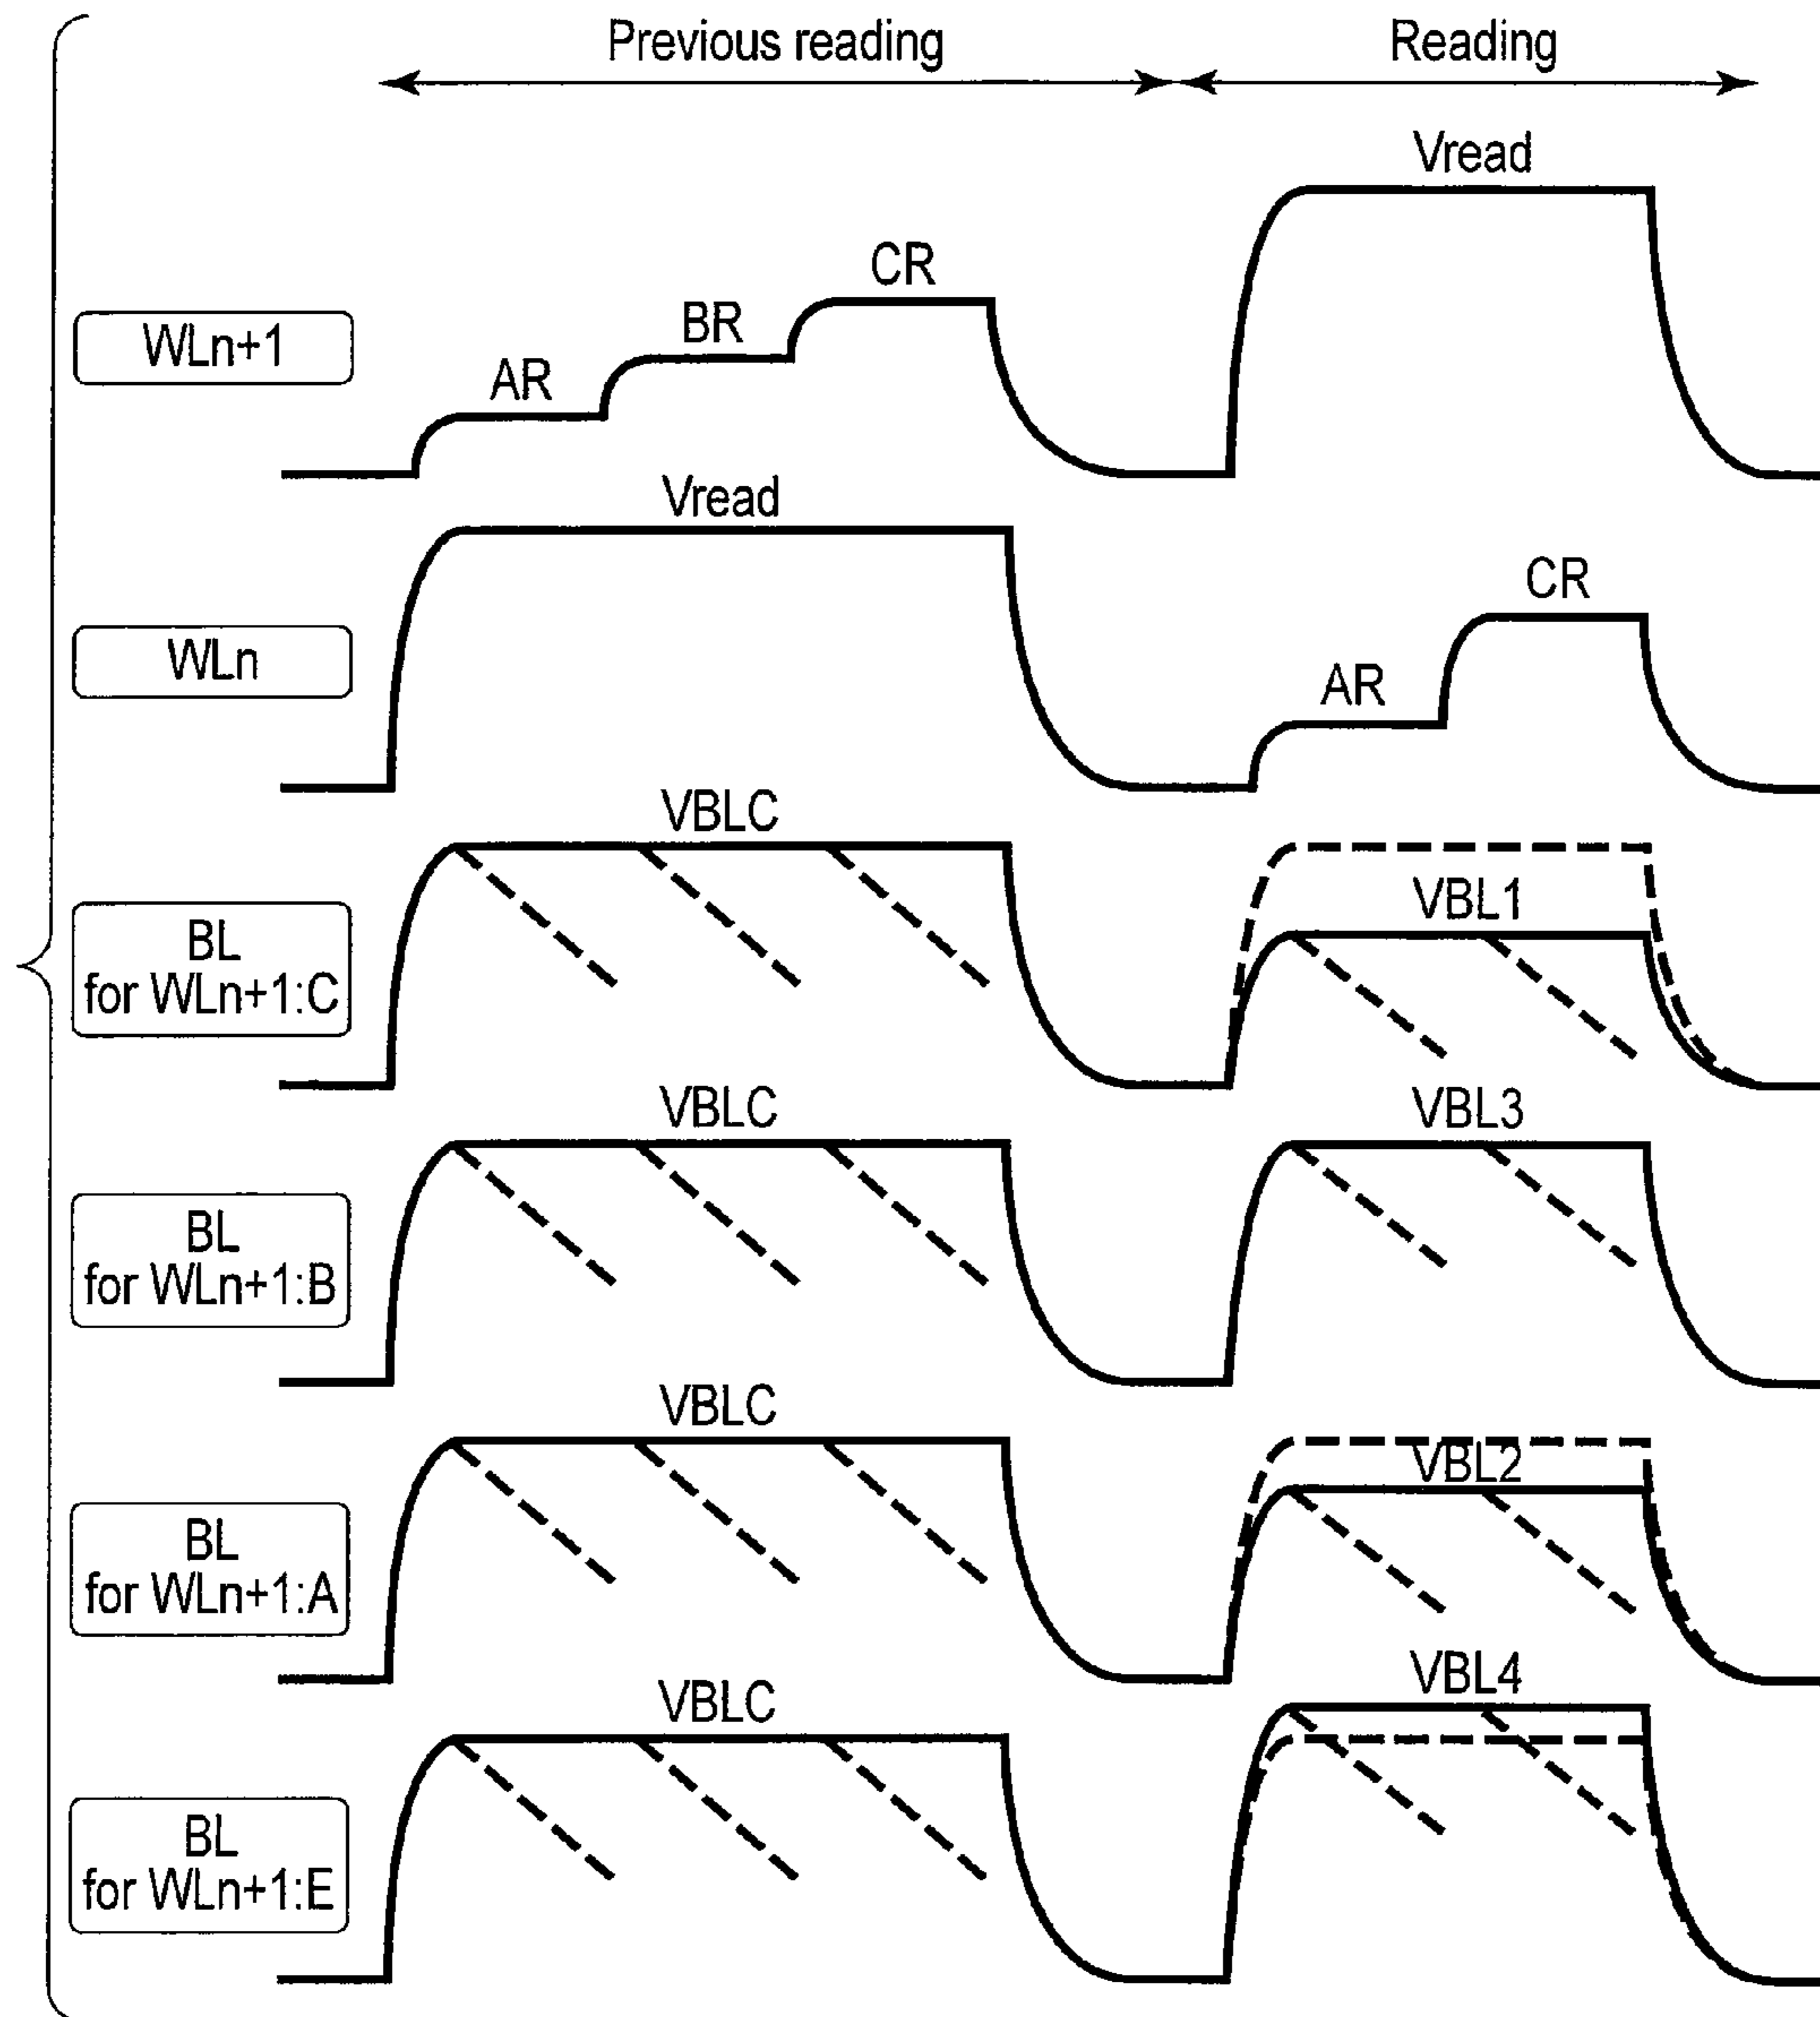 Previous reading
Reading
Vread
CR
BR
AR
WLn+1
Vread
CR
AR
WLn
VBLC
VBL1
BL
for WLn+1:C
VBLC
VBL3
BL
for WLn+1:B
VBLC
VBL2
BL
for WLn+1:A
VBLC
VBL4
BL
for WLn+1:E